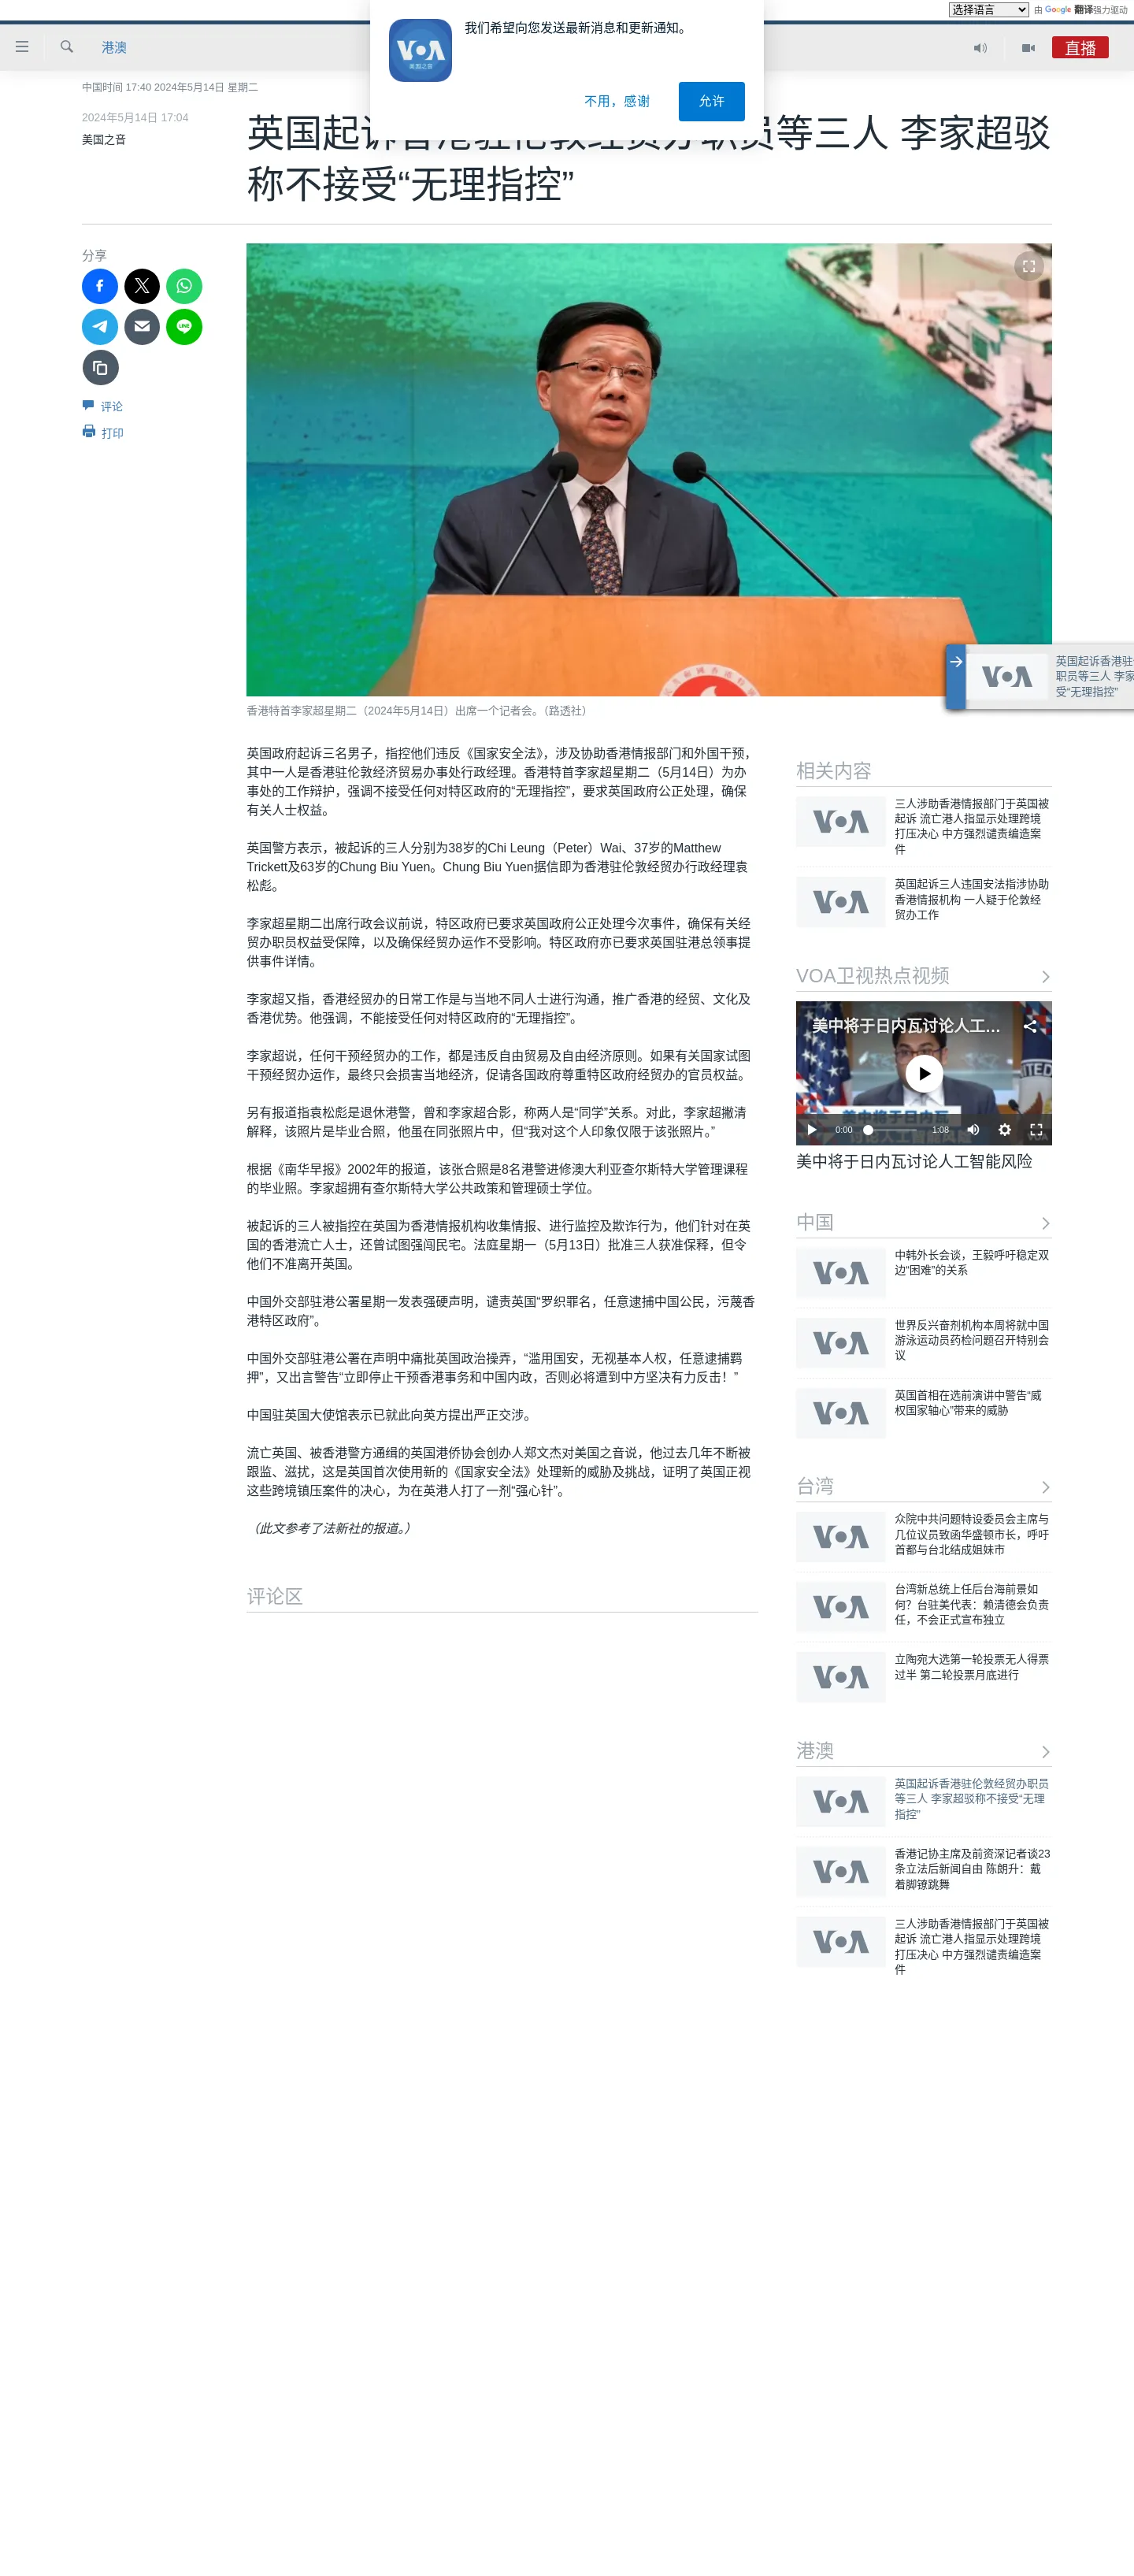 选择语言
由 Google 翻译强力驱动
港澳
直播
我们希望向您发送最新消息和更新通知。
VOA
美国之音
不用，感谢
允许
中国时间 17:40 2024年5月14日 星期二
2024年5月14日 17:04
美国之音
英国起诉香港驻伦敦经贸办职员等三人 李家超驳
称不接受“无理指控”
分享
评论
打印
香港特首李家超星期二（2024年5月14日）出席一个记者会。（路透社）
VOA
英国起诉香港驻
职员等三人 李家
受“无理指控”
英国政府起诉三名男子，指控他们违反《国家安全法》，涉及协助香港情报部门和外国干预，
其中一人是香港驻伦敦经济贸易办事处行政经理。香港特首李家超星期二（5月14日）为办
事处的工作辩护，强调不接受任何对特区政府的“无理指控”，要求英国政府公正处理，确保
有关人士权益。
英国警方表示，被起诉的三人分别为38岁的Chi Leung（Peter）Wai、37岁的Matthew
Trickett及63岁的Chung Biu Yuen。Chung Biu Yuen据信即为香港驻伦敦经贸办行政经理袁
松彪。
李家超星期二出席行政会议前说，特区政府已要求英国政府公正处理今次事件，确保有关经
贸办职员权益受保障，以及确保经贸办运作不受影响。特区政府亦已要求英国驻港总领事提
供事件详情。
李家超又指，香港经贸办的日常工作是与当地不同人士进行沟通，推广香港的经贸、文化及
香港优势。他强调，不能接受任何对特区政府的“无理指控”。
李家超说，任何干预经贸办的工作，都是违反自由贸易及自由经济原则。如果有关国家试图
干预经贸办运作，最终只会损害当地经济，促请各国政府尊重特区政府经贸办的官员权益。
另有报道指袁松彪是退休港警，曾和李家超合影，称两人是“同学”关系。对此，李家超撇清
解释，该照片是毕业合照，他虽在同张照片中，但“我对这个人印象仅限于该张照片。”
根据《南华早报》2002年的报道，该张合照是8名港警进修澳大利亚查尔斯特大学管理课程
的毕业照。李家超拥有查尔斯特大学公共政策和管理硕士学位。
被起诉的三人被指控在英国为香港情报机构收集情报、进行监控及欺诈行为，他们针对在英
国的香港流亡人士，还曾试图强闯民宅。法庭星期一（5月13日）批准三人获准保释，但令
他们不准离开英国。
中国外交部驻港公署星期一发表强硬声明，谴责英国“罗织罪名，任意逮捕中国公民，污蔑香
港特区政府”。
中国外交部驻港公署在声明中痛批英国政治操弄，“滥用国安，无视基本人权，任意逮捕羁
押”，又出言警告“立即停止干预香港事务和中国内政，否则必将遭到中方坚决有力反击！”
中国驻英国大使馆表示已就此向英方提出严正交涉。
流亡英国、被香港警方通缉的英国港侨协会创办人郑文杰对美国之音说，他过去几年不断被
跟监、滋扰，这是英国首次使用新的《国家安全法》处理新的威胁及挑战，证明了英国正视
这些跨境镇压案件的决心，为在英港人打了一剂“强心针”。
（此文参考了法新社的报道。）
评论区
相关内容
VOA
三人涉助香港情报部门于英国被
起诉 流亡港人指显示处理跨境
打压决心 中方强烈谴责编造案
件
VOA
英国起诉三人违国安法指涉协助
香港情报机构 一人疑于伦敦经
贸办工作
VOA卫视热点视频
美中将于日内瓦讨论人工...
0:00
1:08
美中将于日内瓦讨论人工智能风险
中国
VOA
中韩外长会谈，王毅呼吁稳定双
边“困难”的关系
VOA
世界反兴奋剂机构本周将就中国
游泳运动员药检问题召开特别会
议
VOA
英国首相在选前演讲中警告“威
权国家轴心”带来的威胁
台湾
VOA
众院中共问题特设委员会主席与
几位议员致函华盛顿市长，呼吁
首都与台北结成姐妹市
VOA
台湾新总统上任后台海前景如
何？台驻美代表：赖清德会负责
任，不会正式宣布独立
VOA
立陶宛大选第一轮投票无人得票
过半 第二轮投票月底进行
港澳
VOA
英国起诉香港驻伦敦经贸办职员
等三人 李家超驳称不接受“无理
指控”
VOA
香港记协主席及前资深记者谈23
条立法后新闻自由 陈朗升：戴
着脚镣跳舞
VOA
三人涉助香港情报部门于英国被
起诉 流亡港人指显示处理跨境
打压决心 中方强烈谴责编造案
件